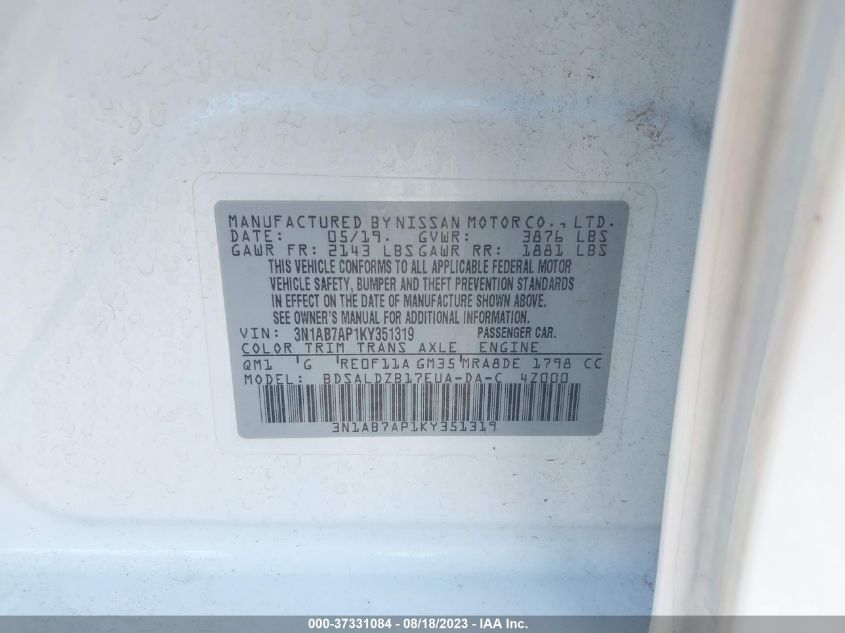 MANUFACTURED BY NISSAN MOTOR CO., LTD.
DATE: 05/19. GVWR: 3876 LBS
GAWR FR: 2143 LBS GAWR RR: 1881 LBS
THIS VEHICLE CONFORMS TO ALL APPLICABLE FEDERAL MOTOR
VEHICLE SAFETY, BUMPER AND THEFT PREVENTION STANDARDS
IN EFFECT ON THE DATE OF MANUFACTURE SHOWN ABOVE.
SEE OWNER'S MANUAL FOR ADDITIONAL INFORMATION.
VIN: 3N1AB7AP1KY351319 PASSENGER CAR.
COLOR TRIM TRANS AXLE ENGINE
QM1 G RE0F11A GM35 MRA8DE 1798 CC
MODEL: BDSALDZB17EUA-DA-C 4Z000
3N1AB7AP1KY351319
000-37331084 - 08/18/2023 - IAA Inc.